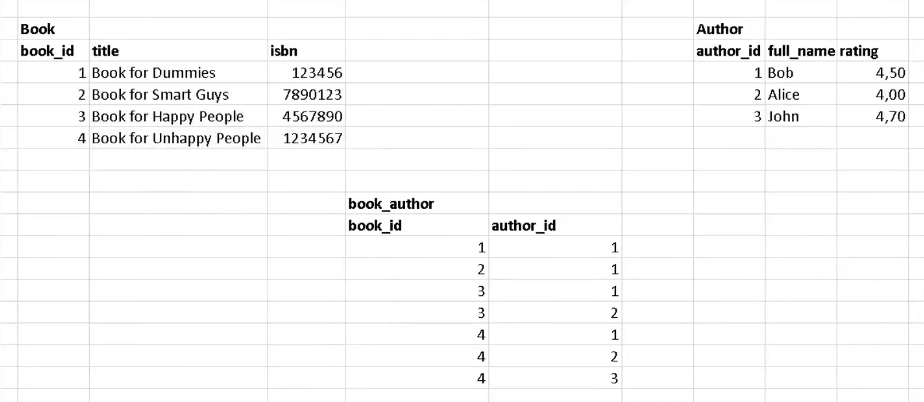 Book Author
book_id title isbn author_id full_name rating
1 Book for Dummies 123456 1 Bob 4,50
2 Book for Smart Guys 7890123 2 Alice 4,00
3 Book for Happy People 4567890 3 John 4,70
4 Book for Unhappy People 1234567
book_author
book_id author_id
1 1
2 1
3 1
3 2
4 1
4 2
4 3